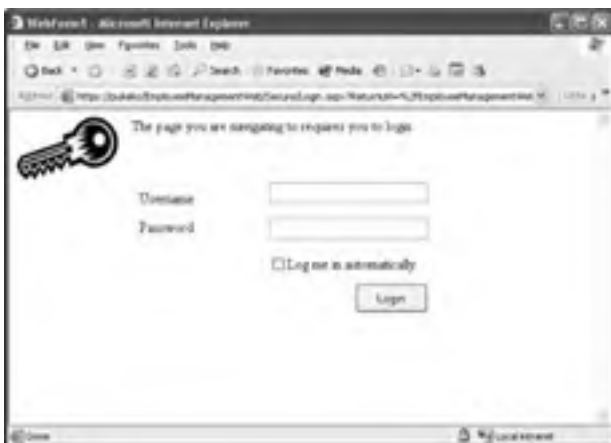 WebForm1 - Microsoft Internet Explorer
File Edit View Favorites Tools Help
Back Search Favorites Media
The page you are navigating to requires you to login
Username
Password
Log me in automatically
Login
Done Local intranet